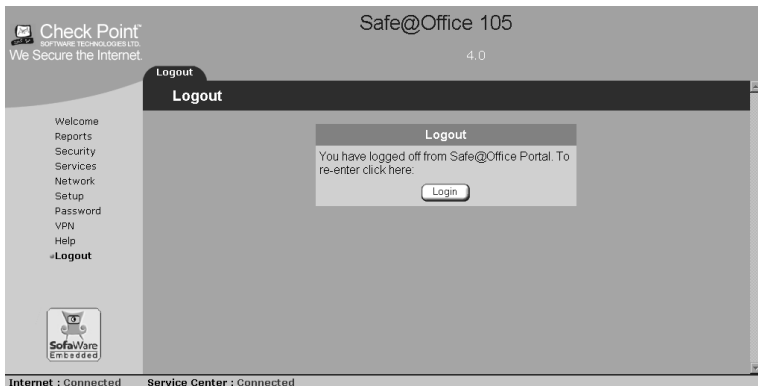 Check Point™
SOFTWARE TECHNOLOGIES LTD.
We Secure the Internet.
Safe@Office 105
4.0
Logout
Logout
Welcome
Reports
Security
Services
Network
Setup
Password
VPN
Help
Logout
Logout
You have logged off from Safe@Office Portal. To
re-enter click here:
Login
SofaWare
Embedded
Internet : Connected
Service Center : Connected